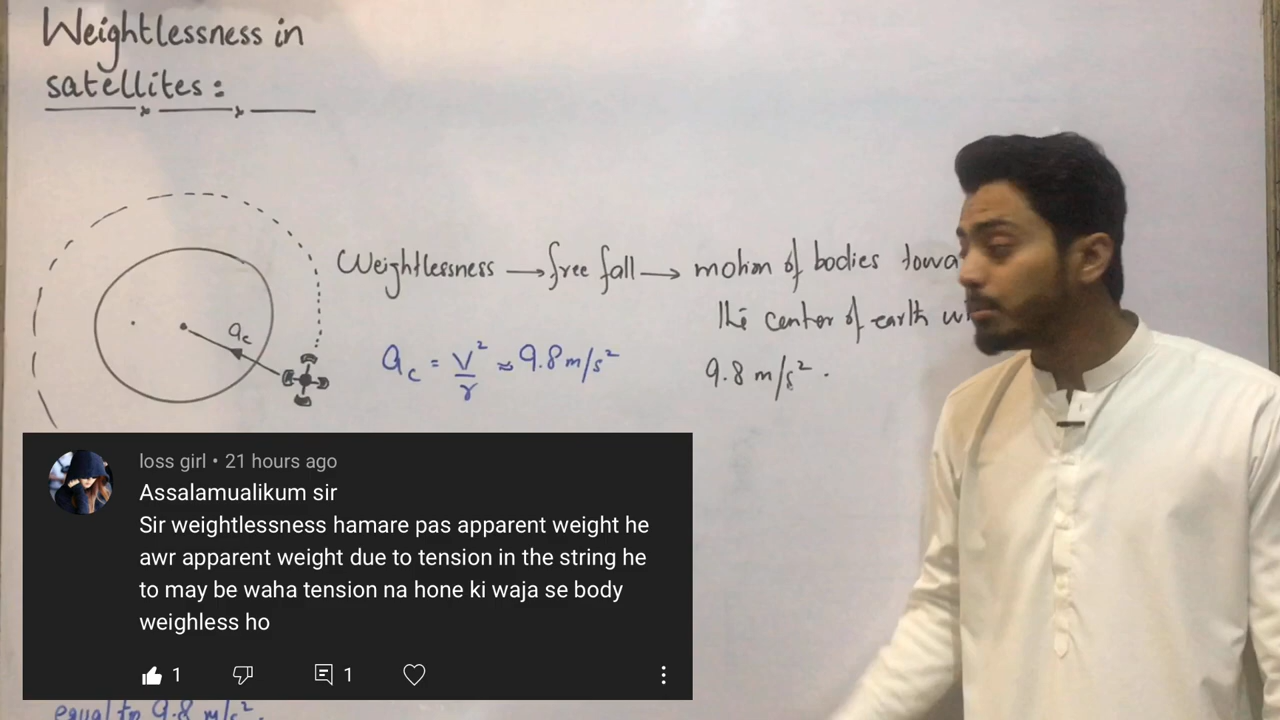 Weightlessness in
satellites :
Weightlessness → free fall → motion of bodies
the center of earth
9.8 m/s².
ac
ac = v²/r ≈ 9.8 m/s²
loss girl • 21 hours ago
Assalamualikum sir
Sir weightlessness hamare pas apparent weight he
awr apparent weight due to tension in the string he
to may be waha tension na hone ki waja se body
weighless ho
1
1
equal to 9.8 m/s².